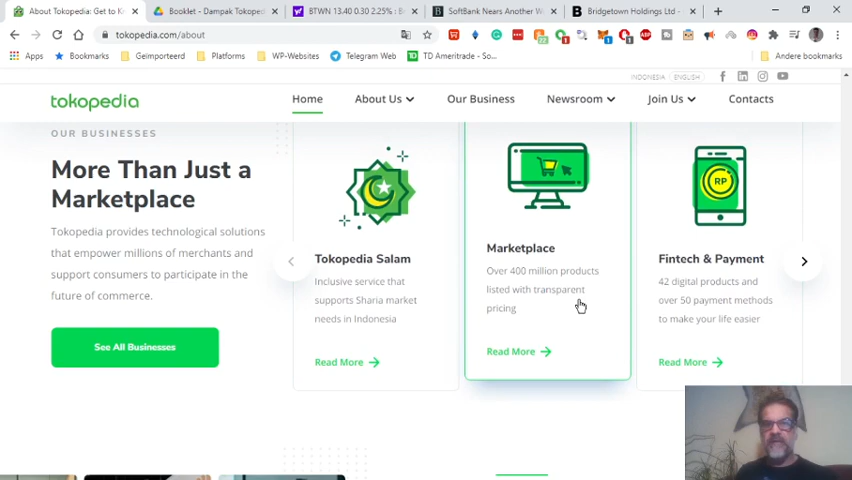 About Tokopedia: Get to K
Booklet - Dampak Tokoped
BTWN 13.40 0.30 2.25% : B
SoftBank Nears Another W
Bridgetown Holdings Ltd -
tokopedia.com/about
Apps
Bookmarks
Geimporteerd
Platforms
WP-Websites
Telegram Web
TD Ameritrade - So...
Andere bookmarks
INDONESIA
ENGLISH
tokopedia
Home
About Us
Our Business
Newsroom
Join Us
Contacts
OUR BUSINESSES
More Than Just a
Marketplace
Tokopedia provides technological solutions
that empower millions of merchants and
support consumers to participate in the
future of commerce.
See All Businesses
Tokopedia Salam
Inclusive service that
supports Sharia market
needs in Indonesia
Read More
Marketplace
Over 400 million products
listed with transparent
pricing
Read More
RP
Fintech & Payment
42 digital products and
over 50 payment methods
to make your life easier
Read More